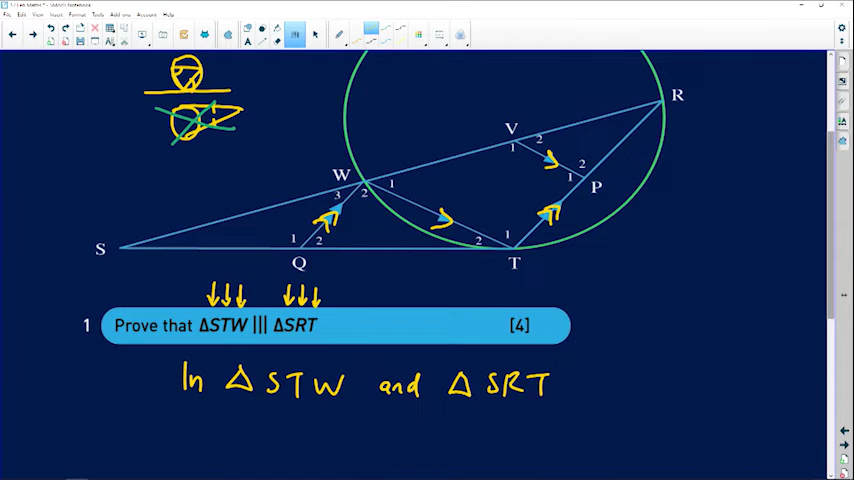 File Edit View Insert Format Tools Add-ons Account Help
R
V
1 2
2
W
1
1
P
3
2
1
1 2
2
S
Q
T
1 Prove that ΔSTW ||| ΔSRT [4]
In Δ STW and Δ SRT